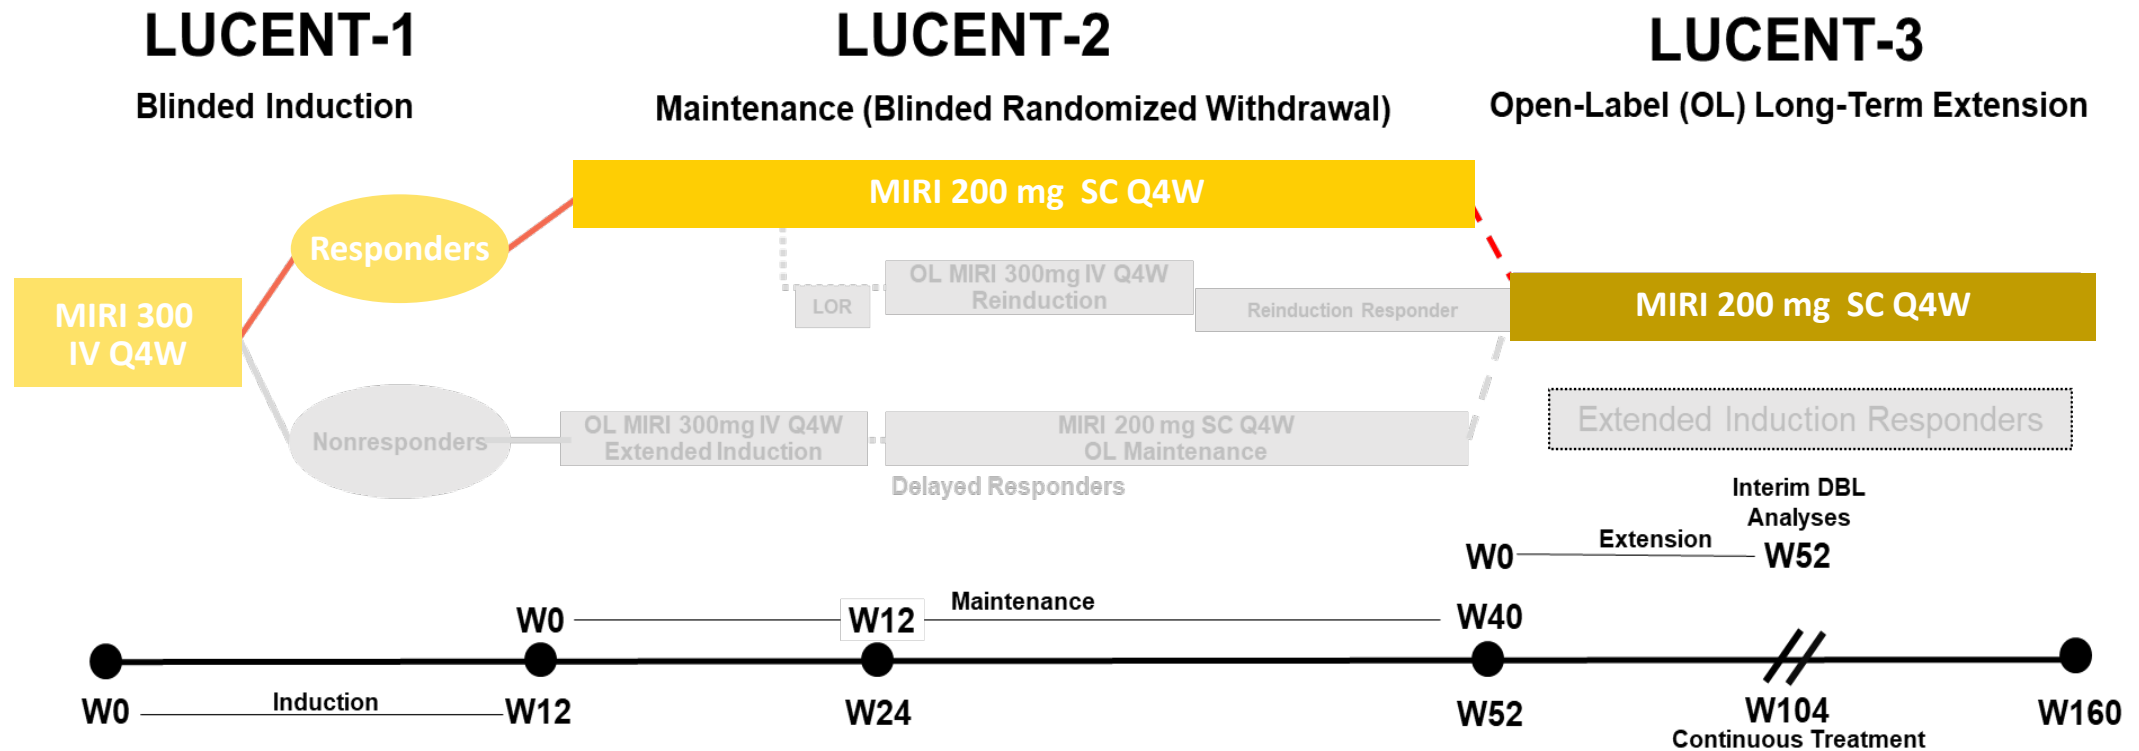 LUCENT-1
Blinded Induction
LUCENT-2
Maintenance (Blinded Randomized Withdrawal)
LUCENT-3
Open-Label (OL) Long-Term Extension
MIRI 300
IV Q4W
Responders
Nonresponders
MIRI 200 mg SC Q4W
LOR
OL MIRI 300mg IV Q4W
Reinduction
Reinduction Responder
OL MIRI 300mg IV Q4W
Extended Induction
MIRI 200 mg SC Q4W
OL Maintenance
Delayed Responders
MIRI 200 mg SC Q4W
Extended Induction Responders
Interim DBL
Analyses
W0
Extension
W52
W0
W12
Maintenance
W40
W0
Induction
W12
W24
W52
W104
Continuous Treatment
W160